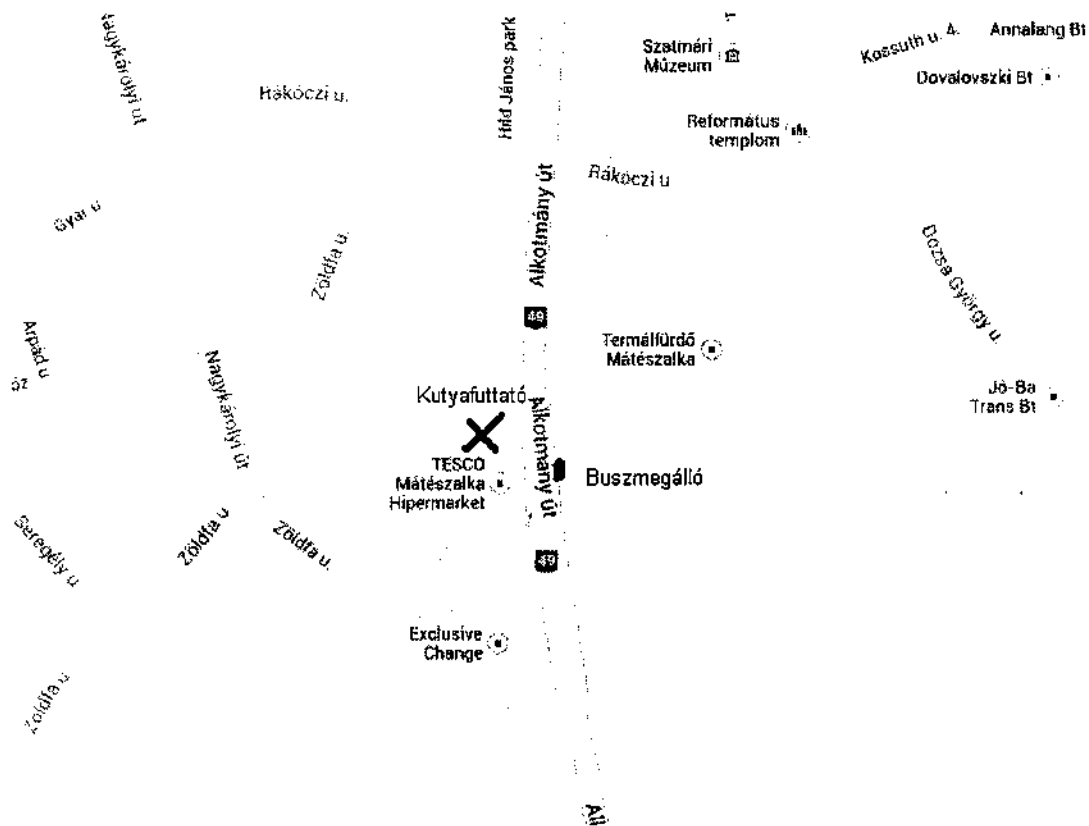 Nagykárolyi út
Rákóczi u.
Hild János park
Szatmári
Múzeum
Kossuth u. 4.
Annalang Bt
Dovalovszki Bt
Református
templom
Alkotmány út
Rákóczi u
Gyár u
Zöldfa u.
Dózsa György u.
49
Termálfürdő
Mátészalka
Árpád u
óz
Nagykárolyi út
Kutyafuttató
Alkotmány út
Jó-Ba
Trans Bt
TESCO
Mátészalka
Hipermarket
Buszmegálló
Seregély u.
Zöldfa u
Zöldfa u.
49
Exclusive
Change
Zöldfa u